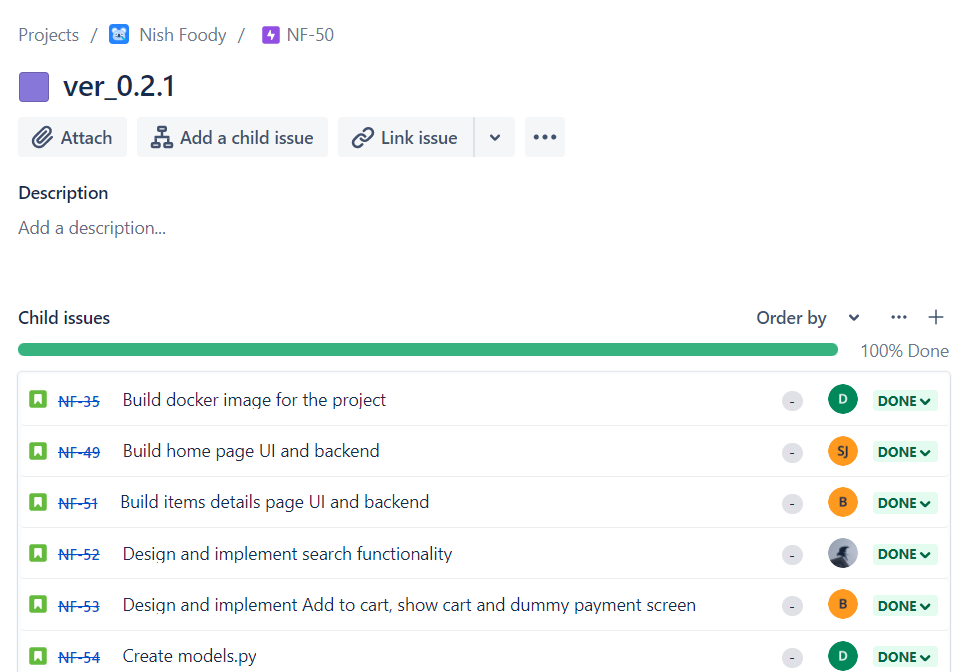 Projects / Nish Foody / NF-50
ver_0.2.1
Attach Add a child issue Link issue
Description
Add a description...
Child issues Order by
100% Done
NF-35 Build docker image for the project - D DONE
NF-49 Build home page UI and backend - SJ DONE
NF-51 Build items details page UI and backend - B DONE
NF-52 Design and implement search functionality - DONE
NF-53 Design and implement Add to cart, show cart and dummy payment screen - B DONE
NF-54 Create models.py - D DONE